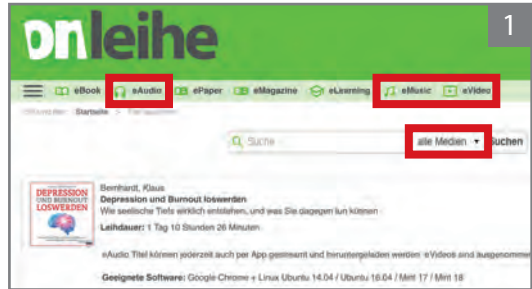 1
onleihe
eBook eAudio ePaper eMagazine eLearning eMusic eVideo
Startseite >
Suche alle Medien Suchen
DEPRESSION
UND BURNOUT
LOSWERDEN
Bernhardt, Klaus
Depression und Burnout loswerden
Wie seelische Tiefs wirklich entstehen, und was Sie dagegen tun können
Leihdauer: 1 Tag 10 Stunden 26 Minuten
eAudio Titel können jederzeit auch per App gestreamt und heruntergeladen werden eVideos sind ausgenomme
Geeignete Software: Google Chrome + Linux Ubuntu 14.04 / Ubuntu 16.04 / Mint 17 / Mint 18